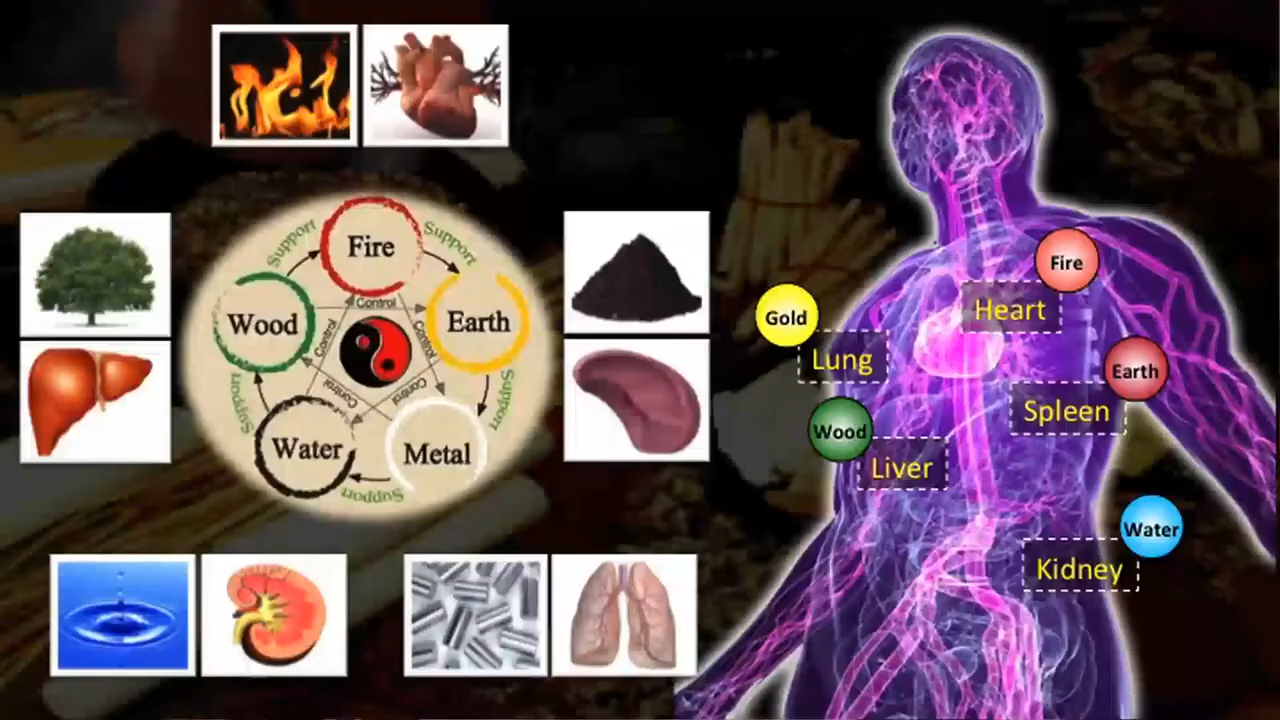 Fire
Support
Support
Wood
Earth
Control
Control
Control
Control
Control
Support
Support
Water
Metal
Support
Fire
Heart
Gold
Lung
Earth
Spleen
Wood
Liver
Water
Kidney